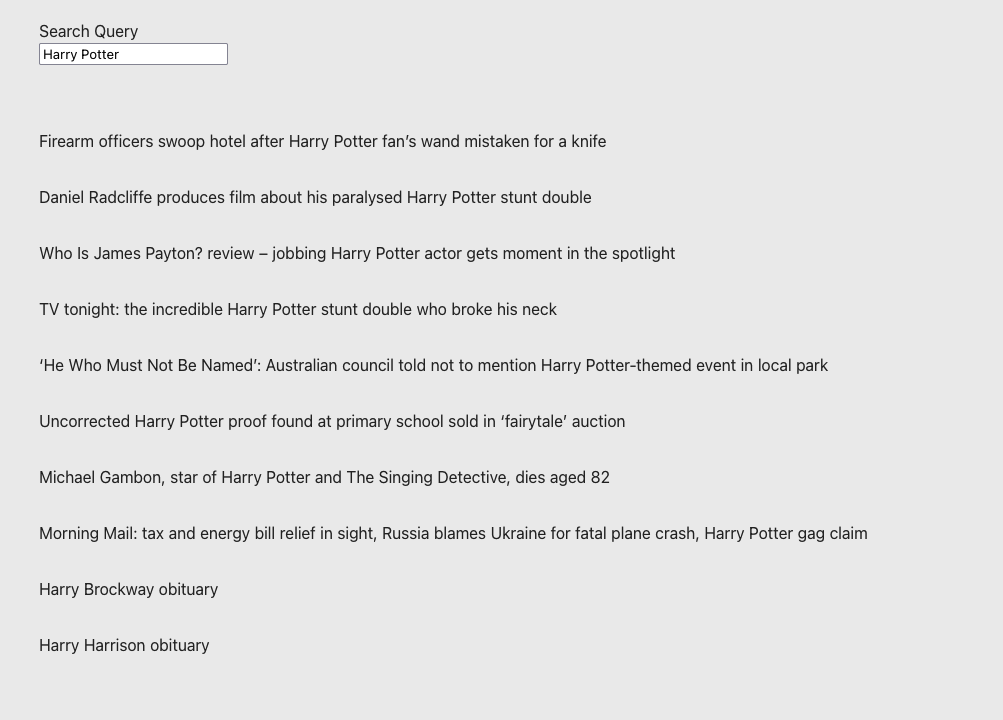 Search Query
Harry Potter
Firearm officers swoop hotel after Harry Potter fan’s wand mistaken for a knife
Daniel Radcliffe produces film about his paralysed Harry Potter stunt double
Who Is James Payton? review – jobbing Harry Potter actor gets moment in the spotlight
TV tonight: the incredible Harry Potter stunt double who broke his neck
‘He Who Must Not Be Named’: Australian council told not to mention Harry Potter-themed event in local park
Uncorrected Harry Potter proof found at primary school sold in ‘fairytale’ auction
Michael Gambon, star of Harry Potter and The Singing Detective, dies aged 82
Morning Mail: tax and energy bill relief in sight, Russia blames Ukraine for fatal plane crash, Harry Potter gag claim
Harry Brockway obituary
Harry Harrison obituary